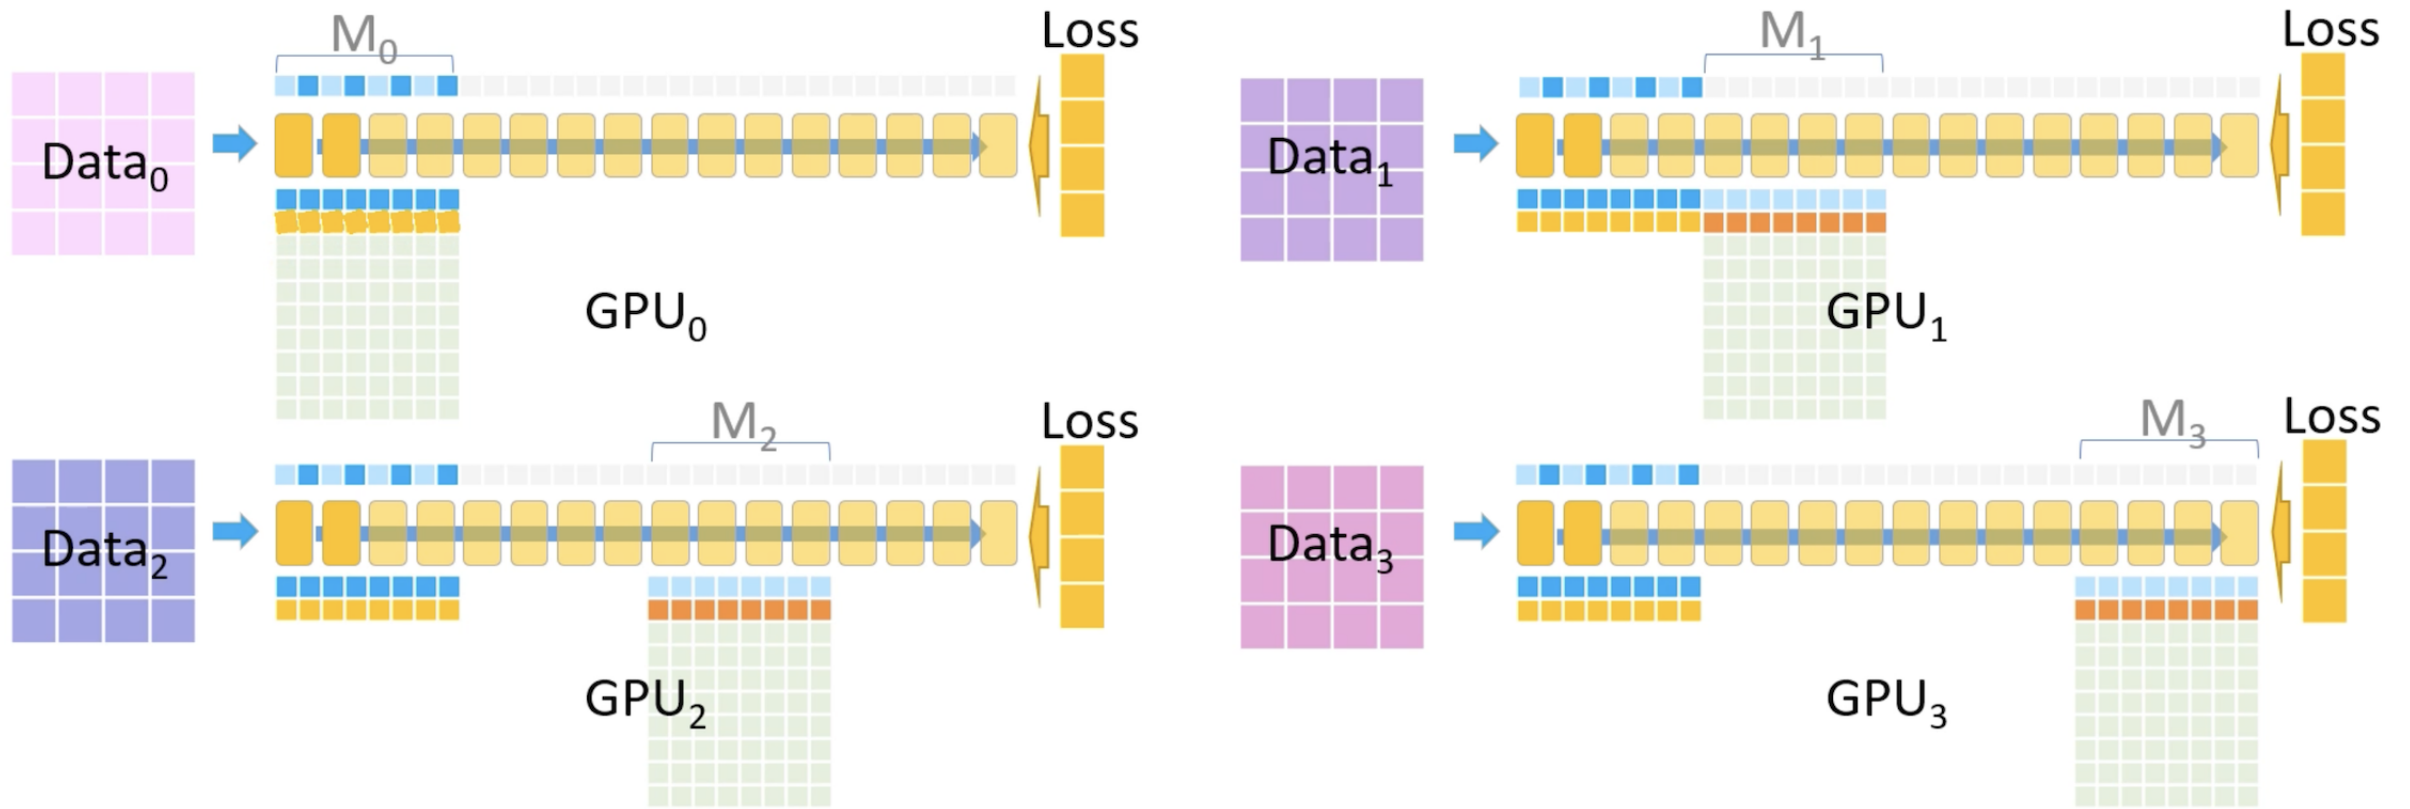 M₀
Loss
Data₀
GPU₀
M₁
Loss
Data₁
GPU₁
M₂
Loss
Data₂
GPU₂
M₃
Loss
Data₃
GPU₃